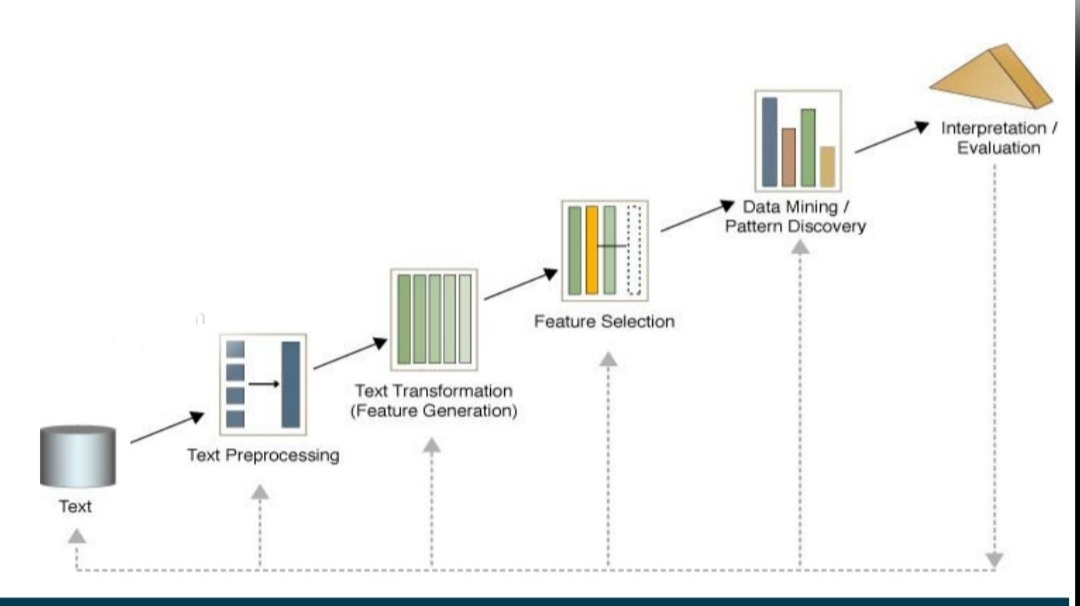 Interpretation /
Evaluation
Data Mining /
Pattern Discovery
Feature Selection
Text Transformation
(Feature Generation)
Text Preprocessing
Text